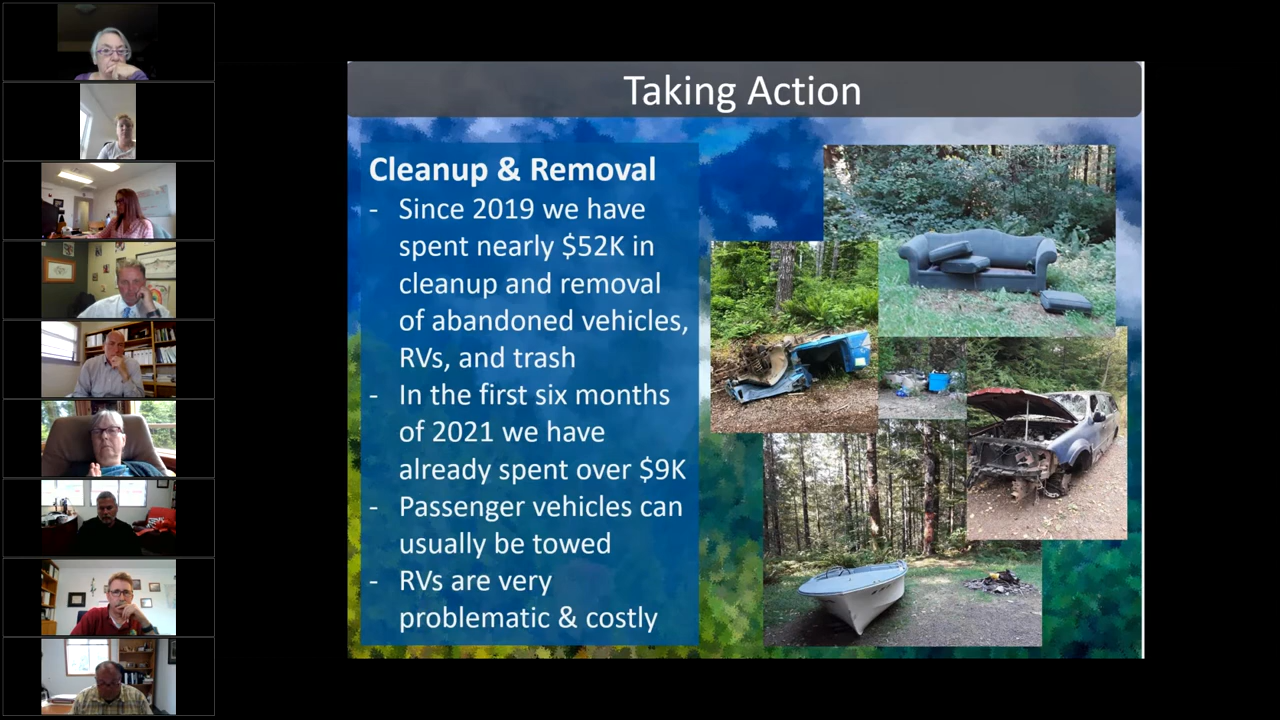 Taking Action
Cleanup & Removal
- Since 2019 we have
spent nearly $52K in
cleanup and removal
of abandoned vehicles,
RVs, and trash
- In the first six months
of 2021 we have
already spent over $9K
- Passenger vehicles can
usually be towed
- RVs are very
problematic & costly